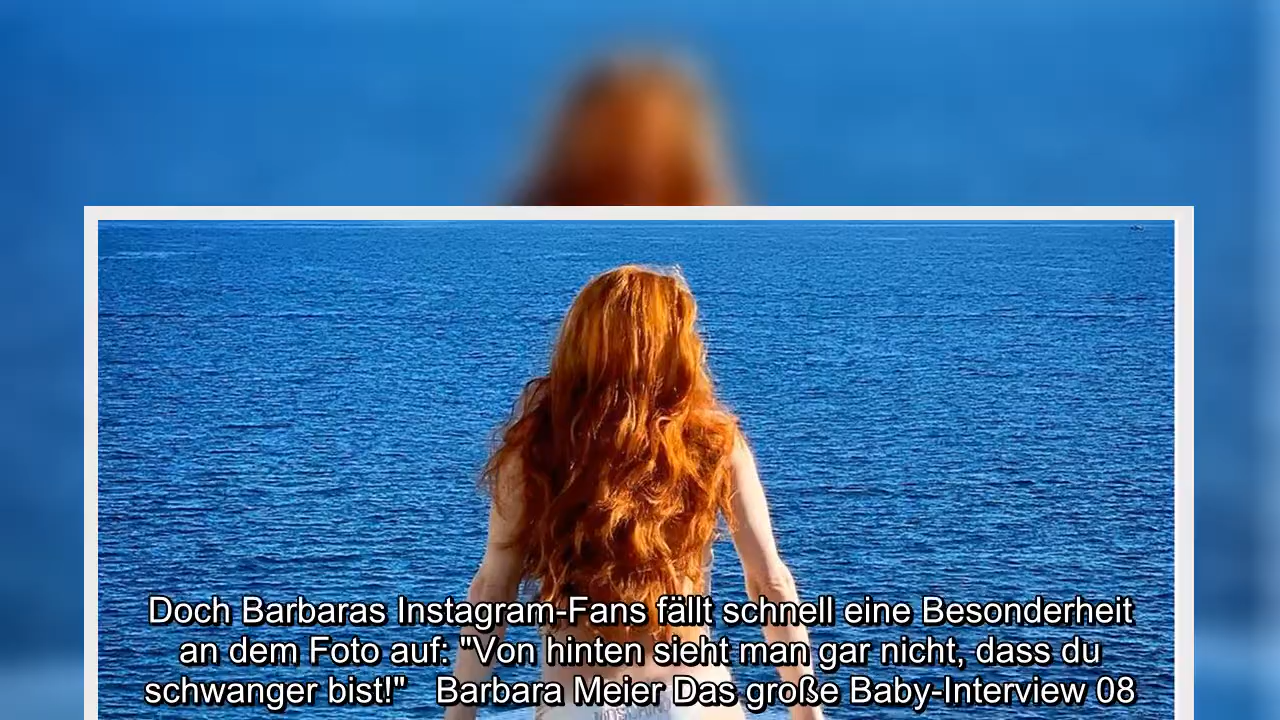 Doch Barbaras Instagram-Fans fällt schnell eine Besonderheit
an dem Foto auf: "Von hinten sieht man gar nicht, dass du
schwanger bist!"   Barbara Meier Das große Baby-Interview 08